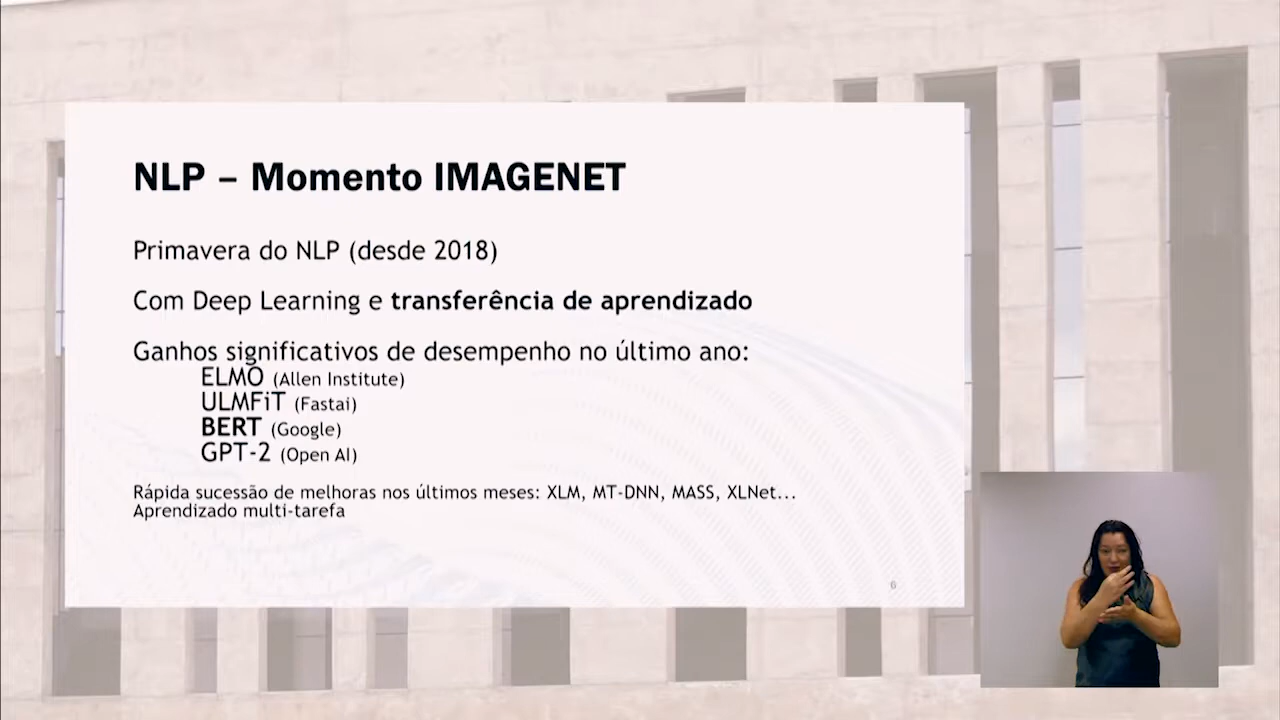 NLP – Momento IMAGENET
Primavera do NLP (desde 2018)
Com Deep Learning e transferência de aprendizado
Ganhos significativos de desempenho no último ano:
ELMO (Allen Institute)
ULMFiT (Fastai)
BERT (Google)
GPT-2 (Open AI)
Rápida sucessão de melhoras nos últimos meses: XLM, MT-DNN, MASS, XLNet...
Aprendizado multi-tarefa
6